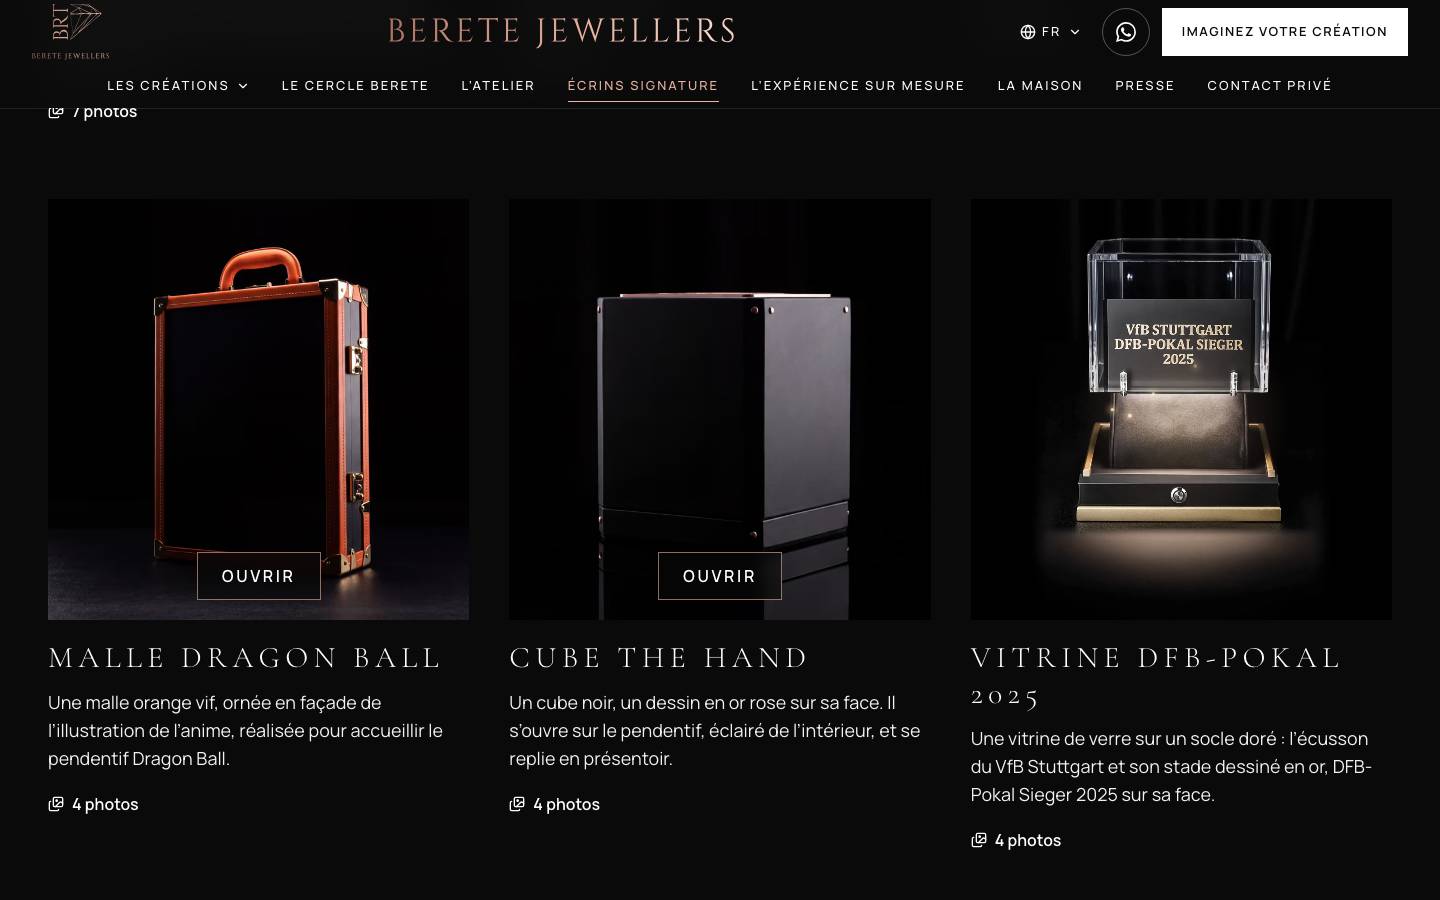 BRT
BERETE JEWELLERS
BERETE JEWELLERS
FR
IMAGINEZ VOTRE CRÉATION
LES CRÉATIONS
LE CERCLE BERETE
L'ATELIER
ÉCRINS SIGNATURE
L'EXPÉRIENCE SUR MESURE
LA MAISON
PRESSE
CONTACT PRIVÉ
7 photos
VfB STUTTGART
DFB-POKAL SIEGER
2025
OUVRIR
OUVRIR
MALLE DRAGON BALL
Une malle orange vif, ornée en façade de
l'illustration de l'anime, réalisée pour accueillir le
pendentif Dragon Ball.
4 photos
CUBE THE HAND
Un cube noir, un dessin en or rose sur sa face. Il
s'ouvre sur le pendentif, éclairé de l'intérieur, et se
replie en présentoir.
4 photos
VITRINE DFB-POKAL
2025
Une vitrine de verre sur un socle doré : l'écusson
du VfB Stuttgart et son stade dessiné en or, DFB-
Pokal Sieger 2025 sur sa face.
4 photos